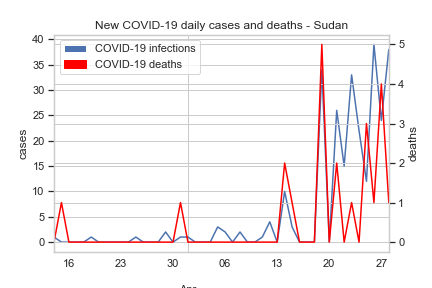 New COVID-19 daily cases and deaths - Sudan
COVID-19 infections
COVID-19 deaths
40
35
30
25
20
15
10
5
0
cases
5
4
3
2
1
0
deaths
16 23 30 06 13 20 27